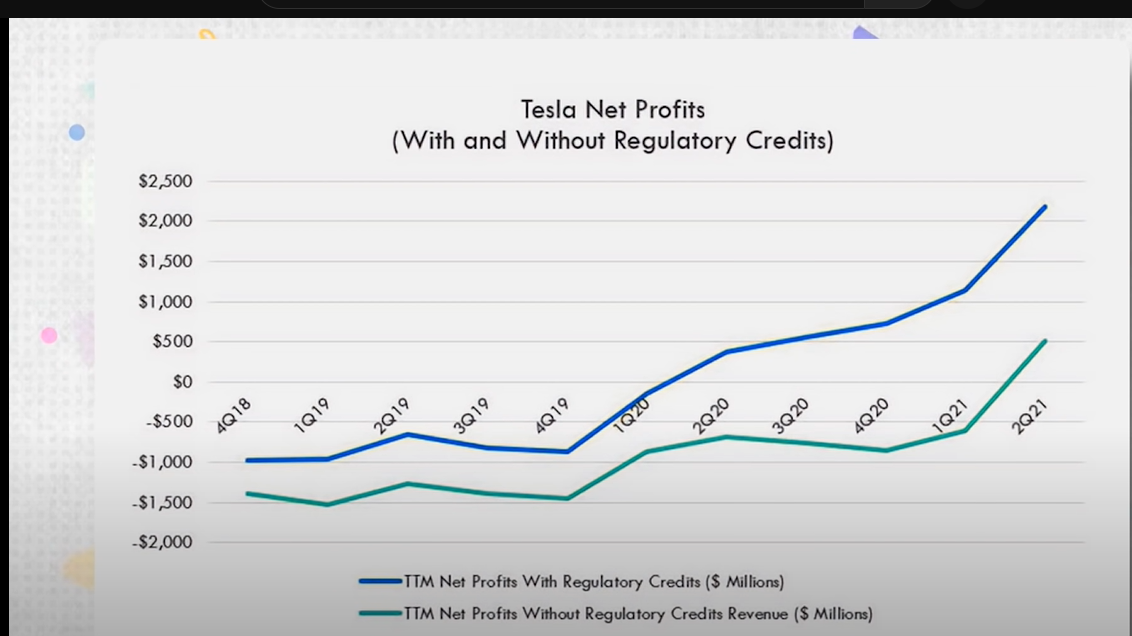 Tesla Net Profits
(With and Without Regulatory Credits)
$2,500
$2,000
$1,500
$1,000
$500
$0
-$500
-$1,000
-$1,500
-$2,000
4Q18
1Q19
2Q19
3Q19
4Q19
1Q20
2Q20
3Q20
4Q20
1Q21
2Q21
TTM Net Profits With Regulatory Credits ($ Millions)
TTM Net Profits Without Regulatory Credits Revenue ($ Millions)